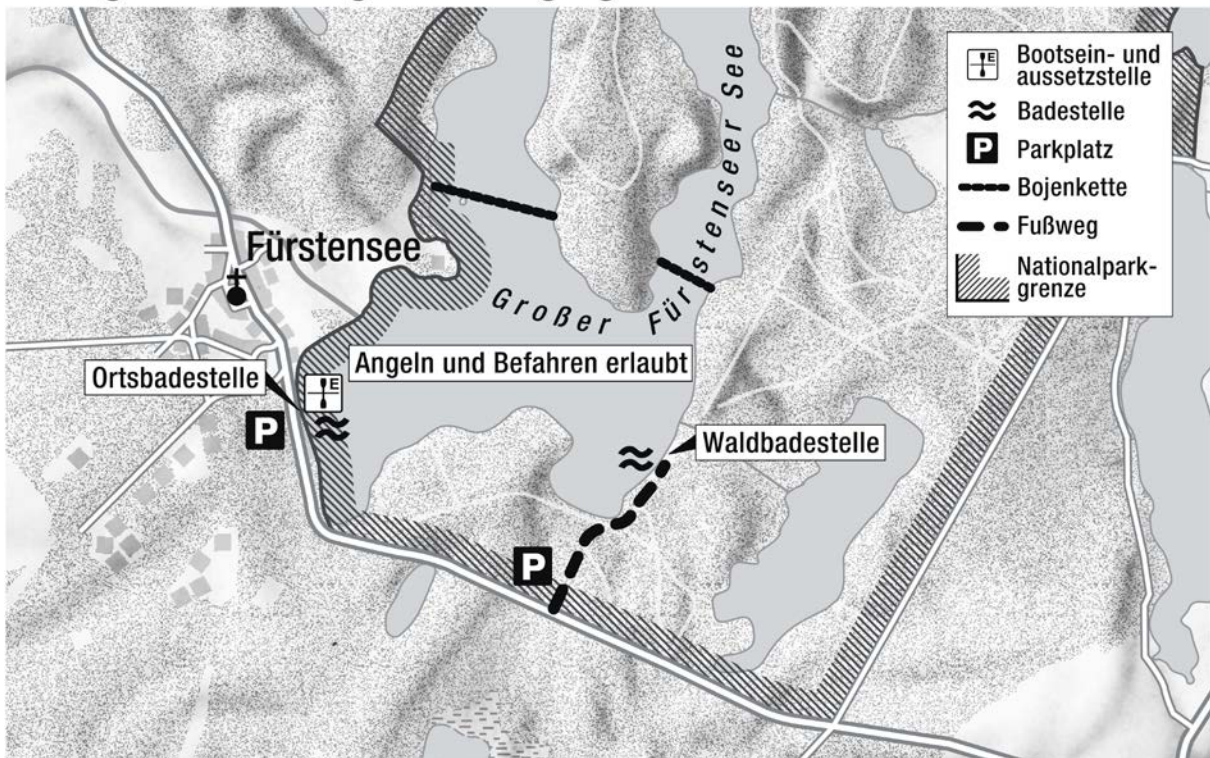 Bootsein- und
aussetzstelle
Badestelle
P Parkplatz
Bojenkette
Fußweg
Nationalpark-
grenze
E
Fürstensee
Großer Fürstenseer See
Angeln und Befahren erlaubt
Ortsbadestelle
E
P
Waldbadestelle
P